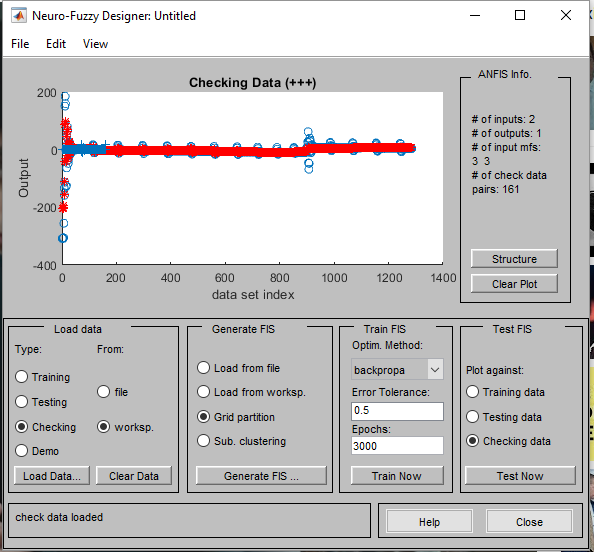 Neuro-Fuzzy Designer: Untitled
File Edit View
Checking Data (+++)
200
0
-200
-400
Output
0 200 400 600 800 1000 1200 1400
data set index
ANFIS Info.
# of inputs: 2
# of outputs: 1
# of input mfs:
3 3
# of check data
pairs: 161
Structure
Clear Plot
Load data
Type: From:
Training
Testing
Checking
Demo
file
worksp.
Load Data... Clear Data
Generate FIS
Load from file
Load from worksp.
Grid partition
Sub. clustering
Generate FIS ...
Train FIS
Optim. Method:
backpropa
Error Tolerance:
0.5
Epochs:
3000
Train Now
Test FIS
Plot against:
Training data
Testing data
Checking data
Test Now
check data loaded
Help Close